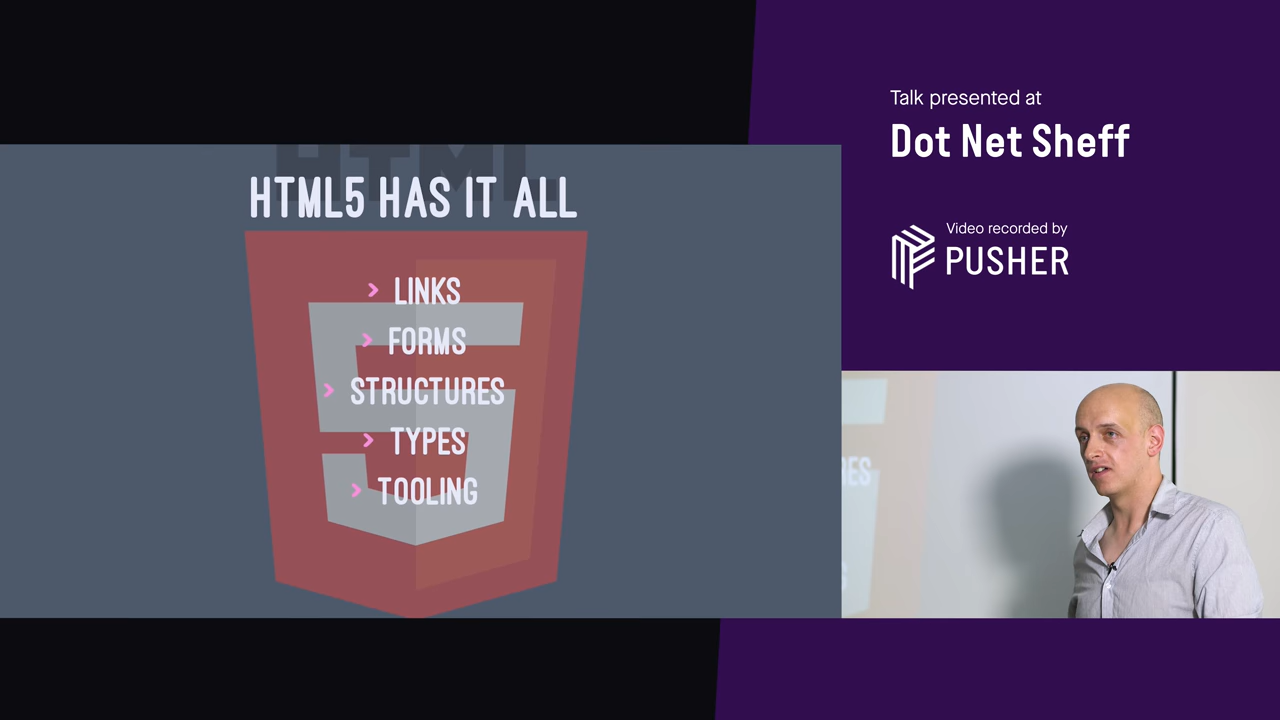 HTML
HTML5 HAS IT ALL
LINKS
FORMS
STRUCTURES
TYPES
TOOLING
Talk presented at
Dot Net Sheff
Video recorded by
PUSHER